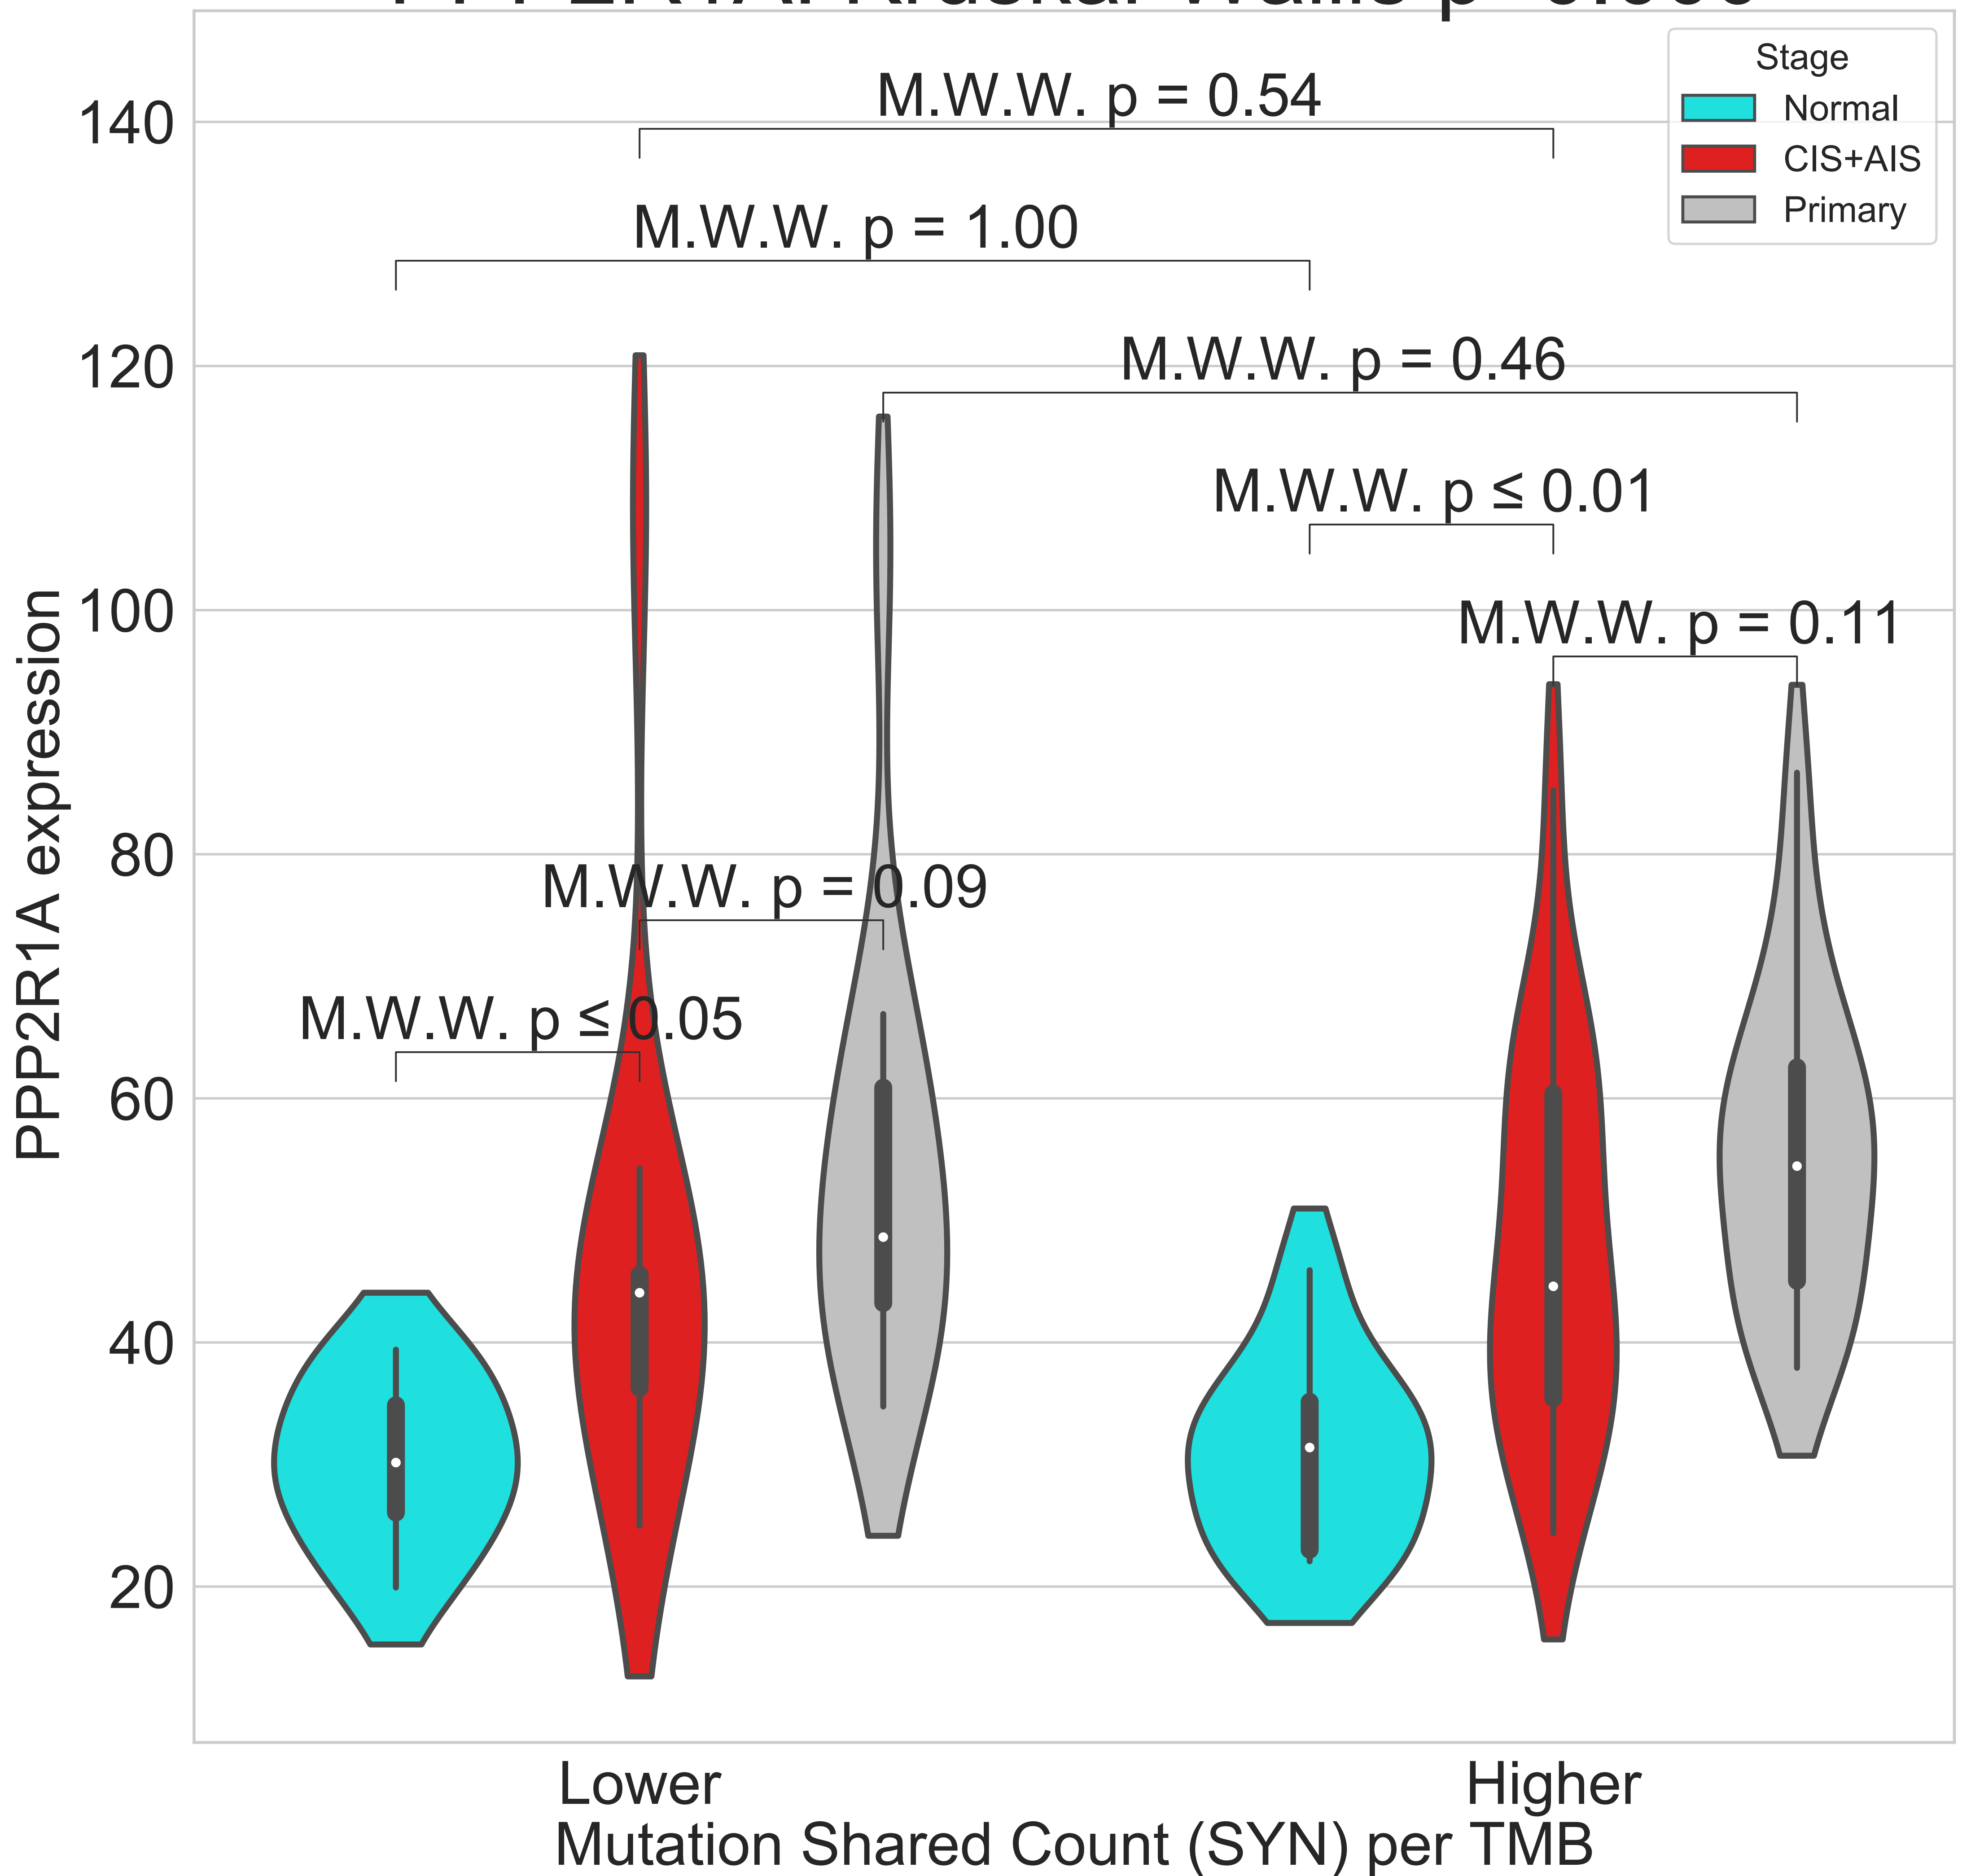 Stage
Normal
CIS+AIS
Primary
M.W.W. p = 0.54
M.W.W. p = 1.00
M.W.W. p = 0.46
M.W.W. p ≤ 0.01
M.W.W. p = 0.11
M.W.W. p = 0.09
M.W.W. p ≤ 0.05
140
120
100
80
60
40
20
PPP2R1A expression
Lower
Higher
Mutation Shared Count (SYN) per TMB